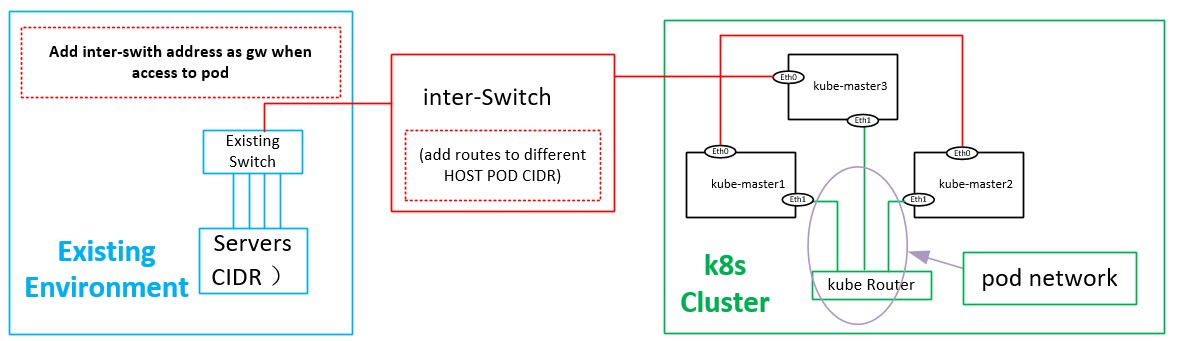 Add inter-swith address as gw when
access to pod
Existing
Switch
Servers
CIDR ）
Existing
Environment
inter-Switch
(add routes to different
HOST POD CIDR)
Eth0
kube-master3
Eth1
Eth0
kube-master1
Eth1
Eth0
kube-master2
Eth1
kube Router
k8s
Cluster
pod network